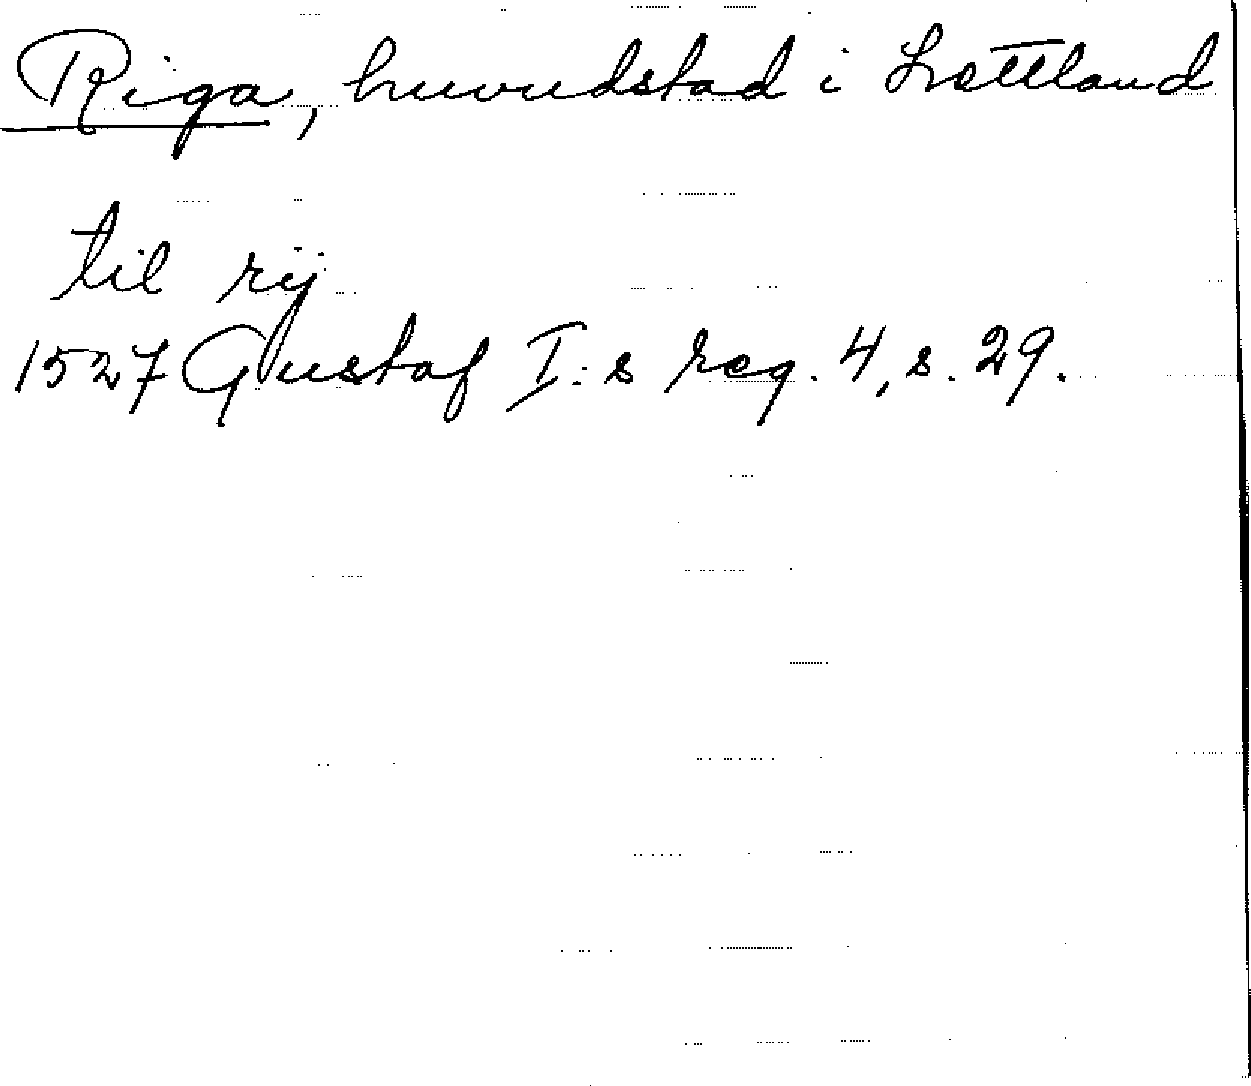 Riga, huvudstad i Lettland
til rij
1527 Gustaf I:s reg. 4, s. 29.